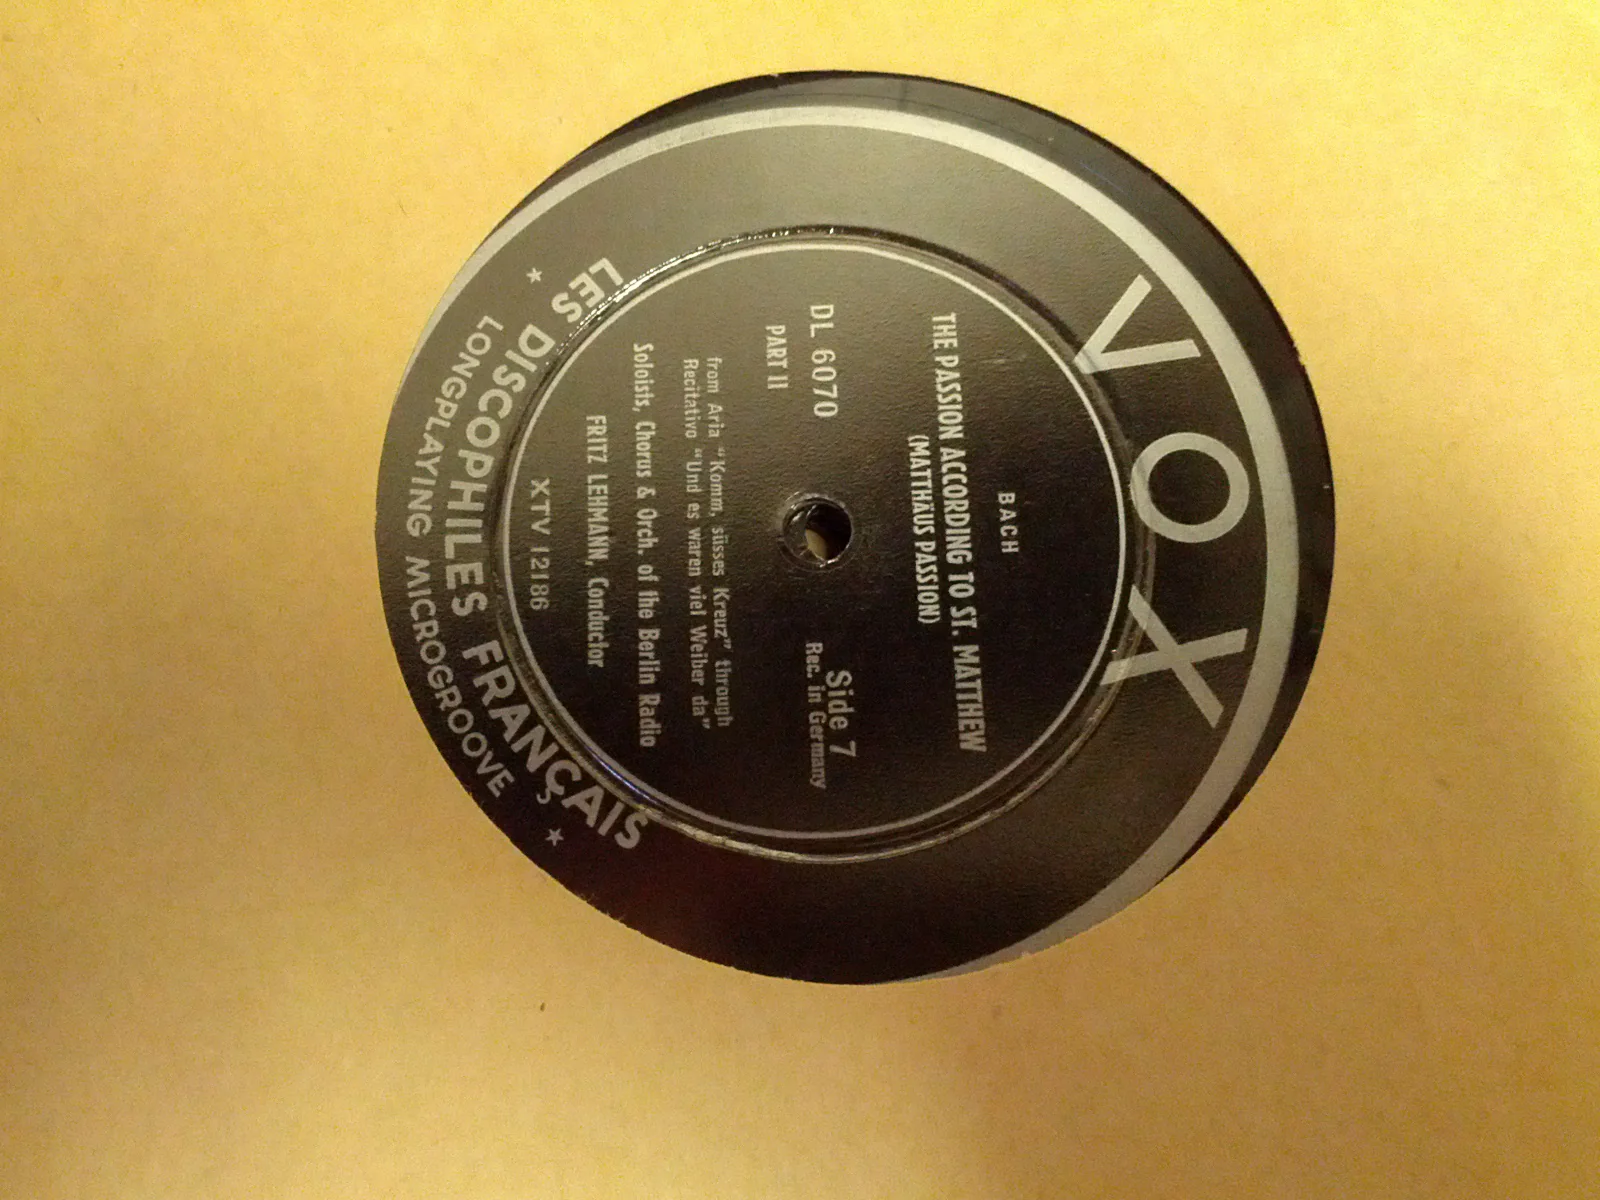 VOX
BACH
THE PASSION ACCORDING TO ST. MATTHEW
(MATTHÄUS PASSION)
DL 6070
Side 7
PART II
Rec. in Germany
from Aria "Komm, süsses Kreuz" through
Recitativo "Und es waren viel Weiber da"
Soloists, Chorus & Orch. of the Berlin Radio
FRITZ LEHMANN, Conductor
XTV 12186
LES DISCOPHILES FRANÇAIS
LONGPLAYING MICROGROOVE